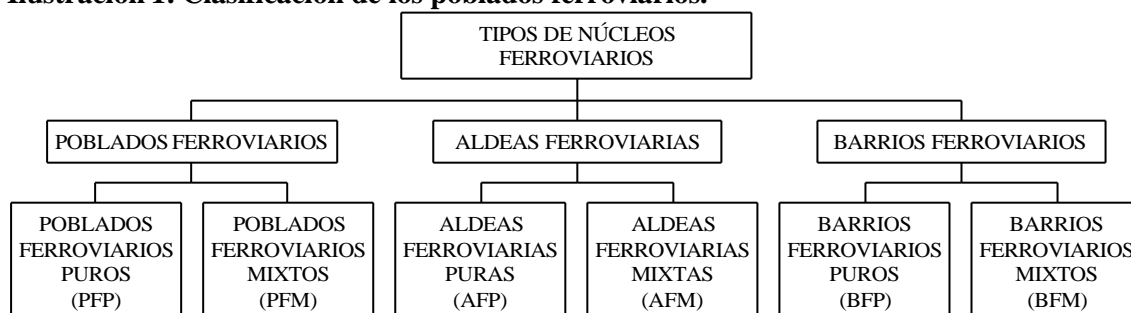 Ilustración 1. Clasificación de los poblados ferroviarios.
TIPOS DE NÚCLEOS
FERROVIARIOS
POBLADOS FERROVIARIOS
ALDEAS FERROVIARIAS
BARRIOS FERROVIARIOS
POBLADOS
FERROVIARIOS
PUROS
(PFP)
POBLADOS
FERROVIARIOS
MIXTOS
(PFM)
ALDEAS
FERROVIARIAS
PURAS
(AFP)
ALDEAS
FERROVIARIAS
MIXTAS
(AFM)
BARRIOS
FERROVIARIOS
PUROS
(BFP)
BARRIOS
FERROVIARIOS
MIXTOS
(BFM)